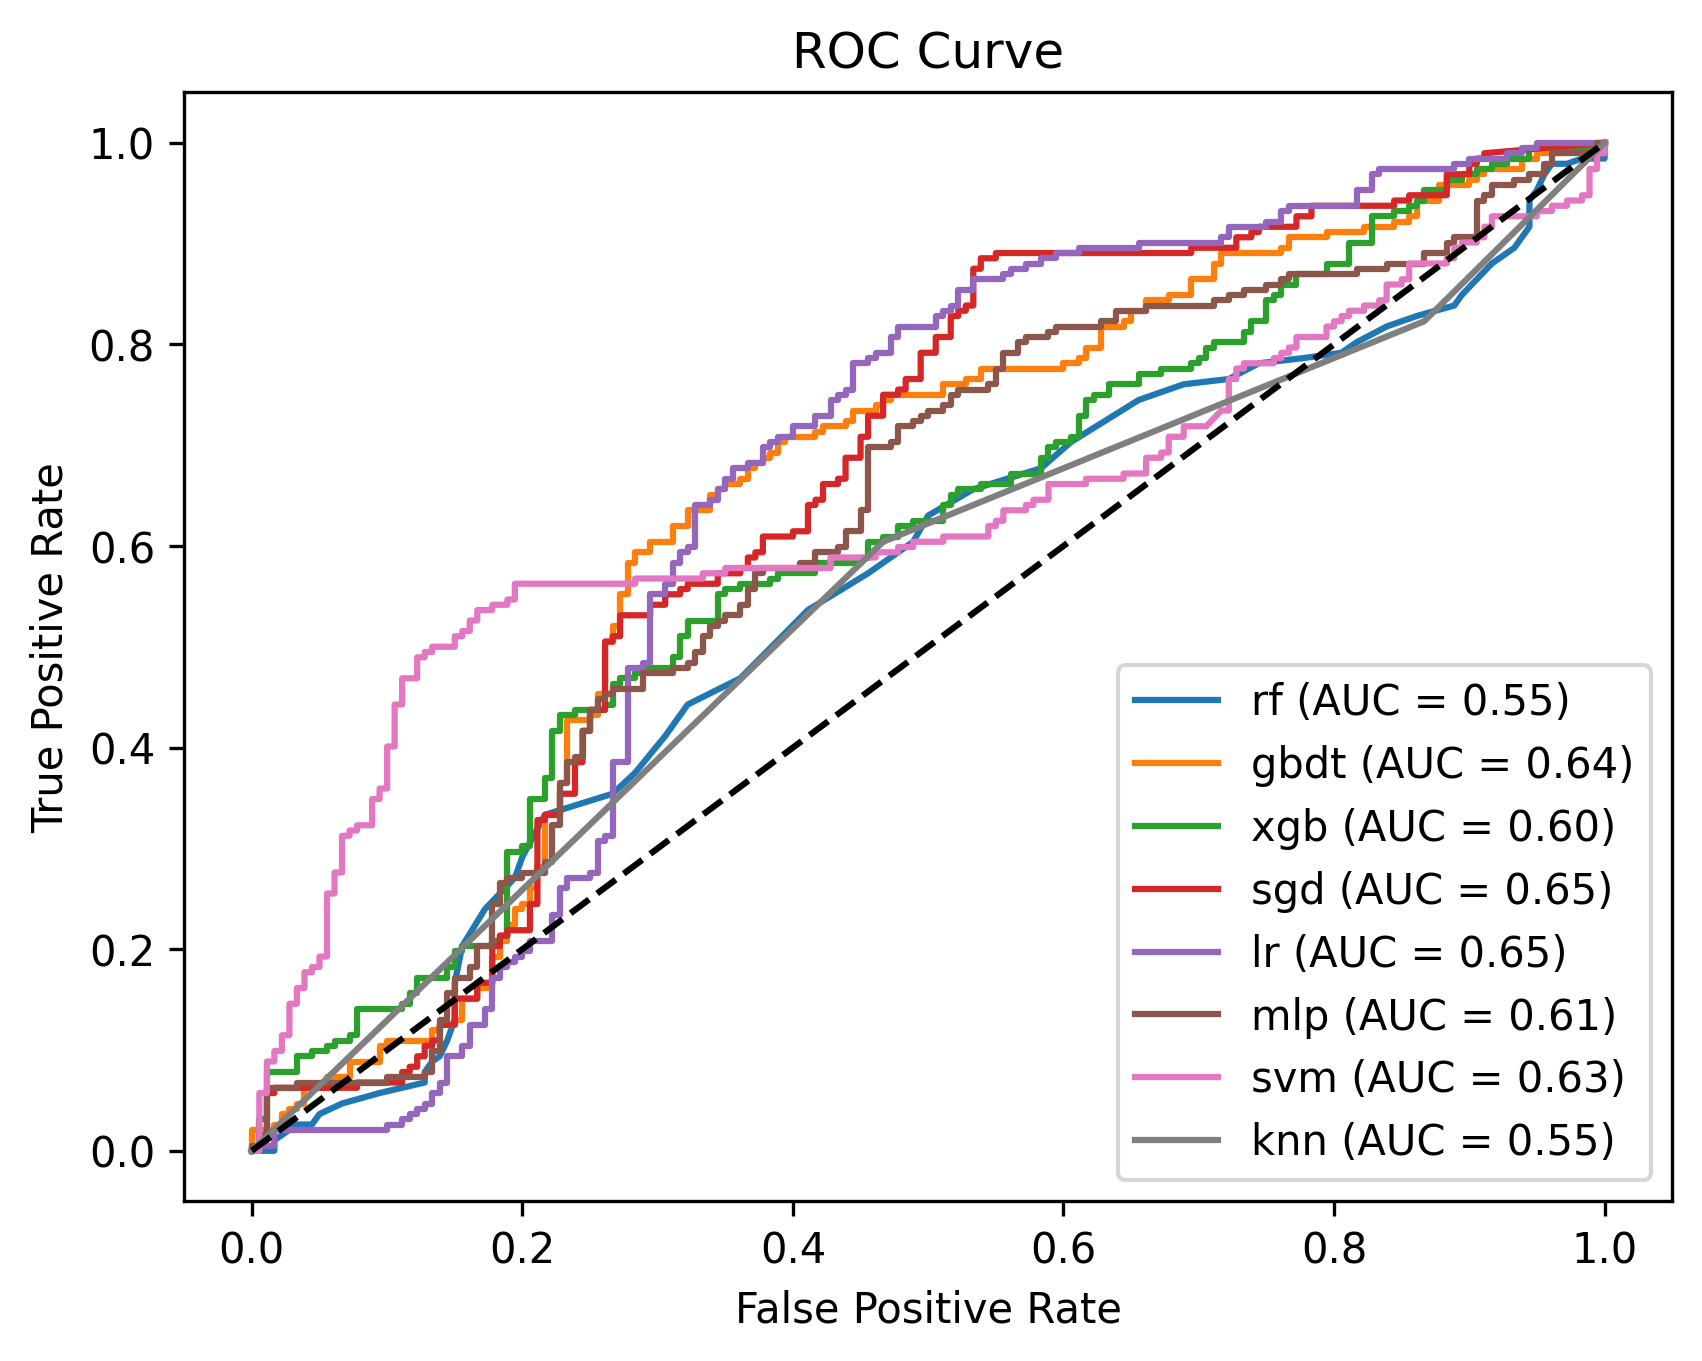 ROC Curve
True Positive Rate
1.0
0.8
0.6
0.4
0.2
0.0
0.0 0.2 0.4 0.6 0.8 1.0
False Positive Rate
rf (AUC = 0.55)
gbdt (AUC = 0.64)
xgb (AUC = 0.60)
sgd (AUC = 0.65)
lr (AUC = 0.65)
mlp (AUC = 0.61)
svm (AUC = 0.63)
knn (AUC = 0.55)